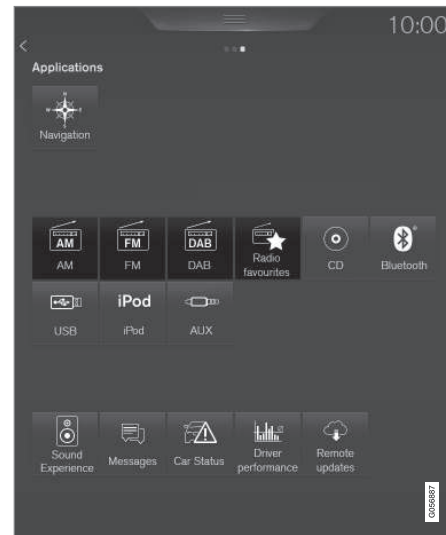 10:00
Applications
Navigation
AM FM DAB
AM FM DAB Radio favourites CD Bluetooth
iPod
USB iPod AUX
Sound Experience Messages Car Status Driver performance Remote updates
G056887